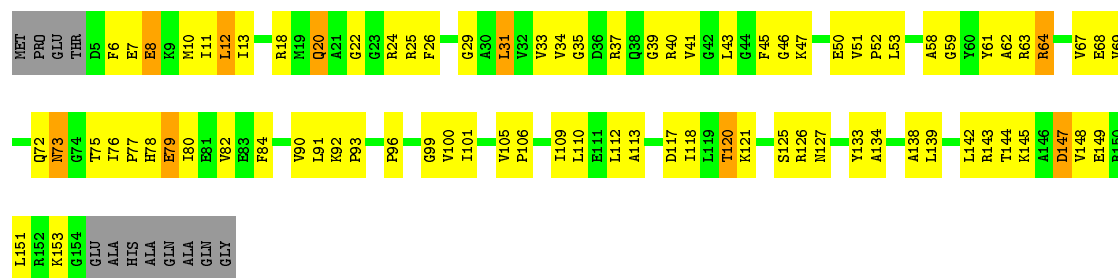 MET PRO GLU THR D5 F6 E7 E8 K9 M10 I11 L12 I13 R18 M19 Q20 A21 G22 G23 R24 R25 F26 G29 A30 L31 V32 V33 V34 G35 D36 R37 Q38 G39 R40 V41 G42 L43 G44 F45 G46 K47 E50 V51 P52 L53 A58 G59 Y60 Y61 A62 R63 R64 V67 E68 V69
Q72 N73 G74 T75 I76 P77 H78 E79 I80 E81 V82 E83 F84 V90 L91 K92 P93 P96 G99 V100 I101 V105 P106 I109 L110 E111 L112 A113 D117 I118 L119 T120 K121 S125 R126 N127 Y133 A134 A138 L139 L142 R143 T144 K145 A146 D147 V148 E149 R150
L151 R152 K153 G154 GLU ALA HIS ALA GLN ALA GLN GLY